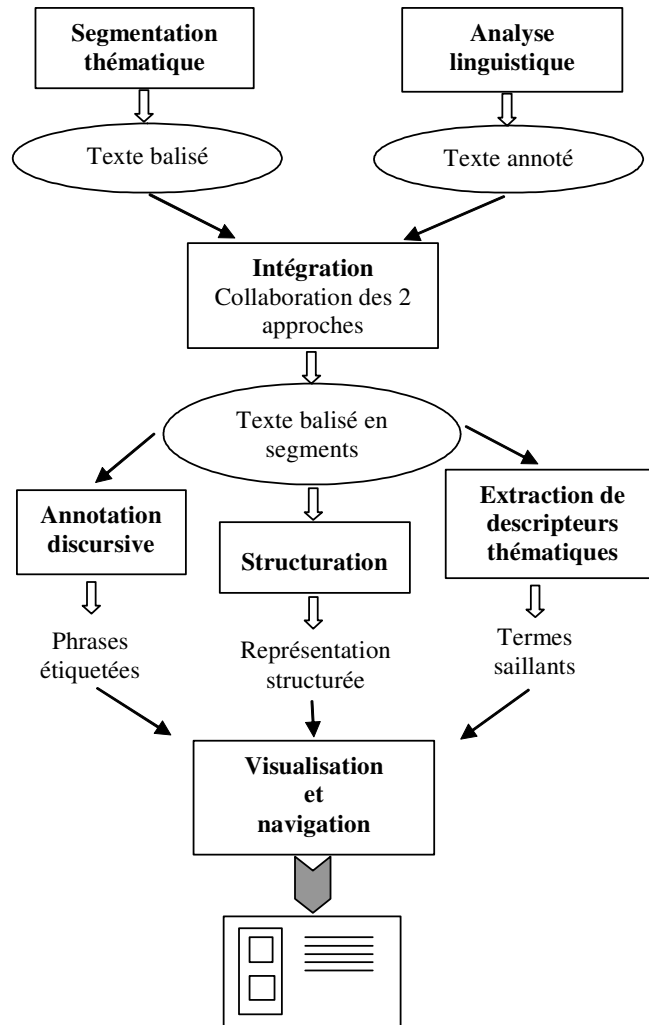 Segmentation
thématique
Analyse
linguistique
Texte balisé
Texte annoté
Intégration
Collaboration des 2
approches
Texte balisé en
segments
Annotation
discursive
Structuration
Extraction de
descripteurs
thématiques
Phrases
étiquetées
Représentation
structurée
Termes
saillants
Visualisation
et
navigation